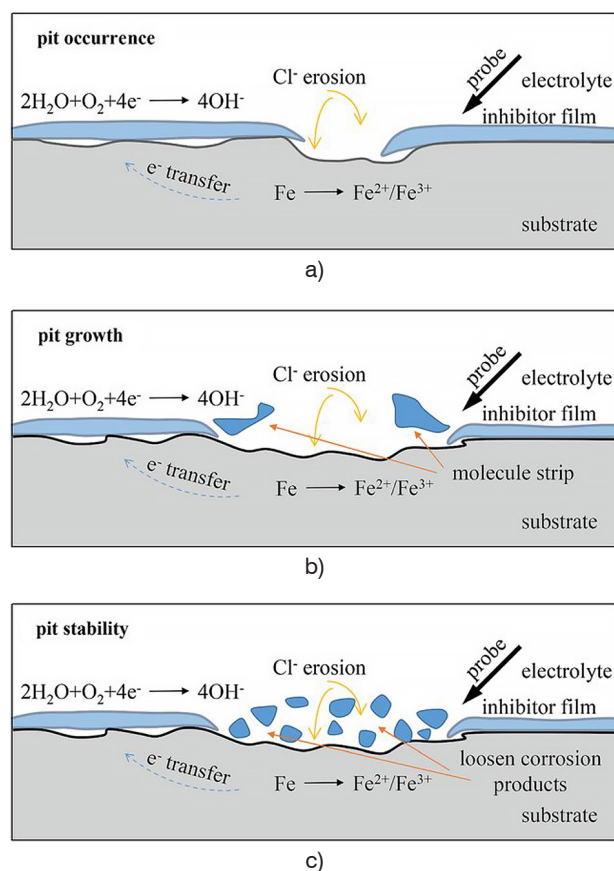 pit occurrence
Cl⁻ erosion
probe
electrolyte
2H₂O+O₂+4e⁻ ⟶ 4OH⁻
inhibitor film
e⁻ transfer
Fe ⟶ Fe²⁺/Fe³⁺
substrate
a)
pit growth
Cl⁻ erosion
probe
electrolyte
2H₂O+O₂+4e⁻ ⟶ 4OH⁻
inhibitor film
molecule strip
e⁻ transfer
Fe ⟶ Fe²⁺/Fe³⁺
substrate
b)
pit stability
Cl⁻ erosion
probe
electrolyte
2H₂O+O₂+4e⁻ ⟶ 4OH⁻
inhibitor film
loosen corrosion
products
e⁻ transfer
Fe ⟶ Fe²⁺/Fe³⁺
substrate
c)